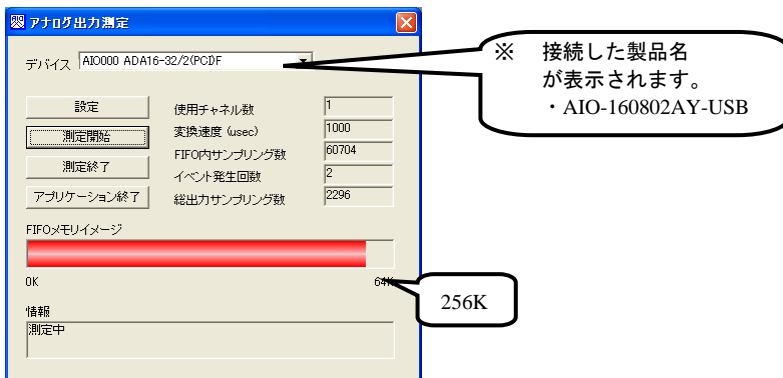 アナログ出力測定
デバイス AIO000 ADA16-32/2(PCI)F
※ 接続した製品名
が表示されます。
・AIO-160802AY-USB
設定
測定開始
測定終了
アプリケーション終了
使用チャネル数 1
変換速度 (usec) 1000
FIFO内サンプリング数 60704
イベント発生回数 2
総出力サンプリング数 2296
FIFOメモリイメージ
0K 64K
256K
情報
測定中